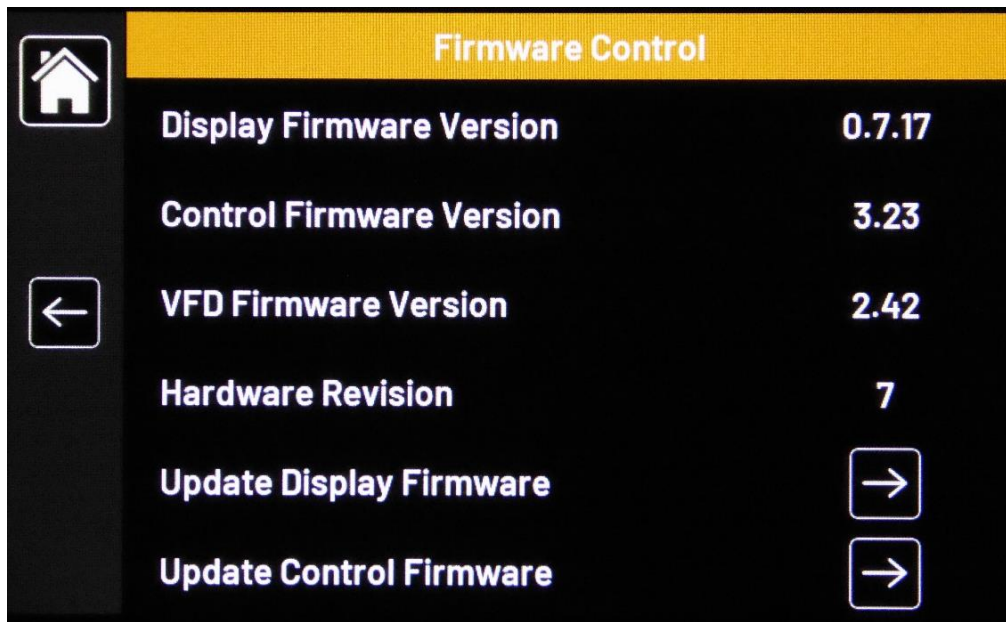 Firmware Control
Display Firmware Version 0.7.17
Control Firmware Version 3.23
VFD Firmware Version 2.42
Hardware Revision 7
Update Display Firmware
Update Control Firmware